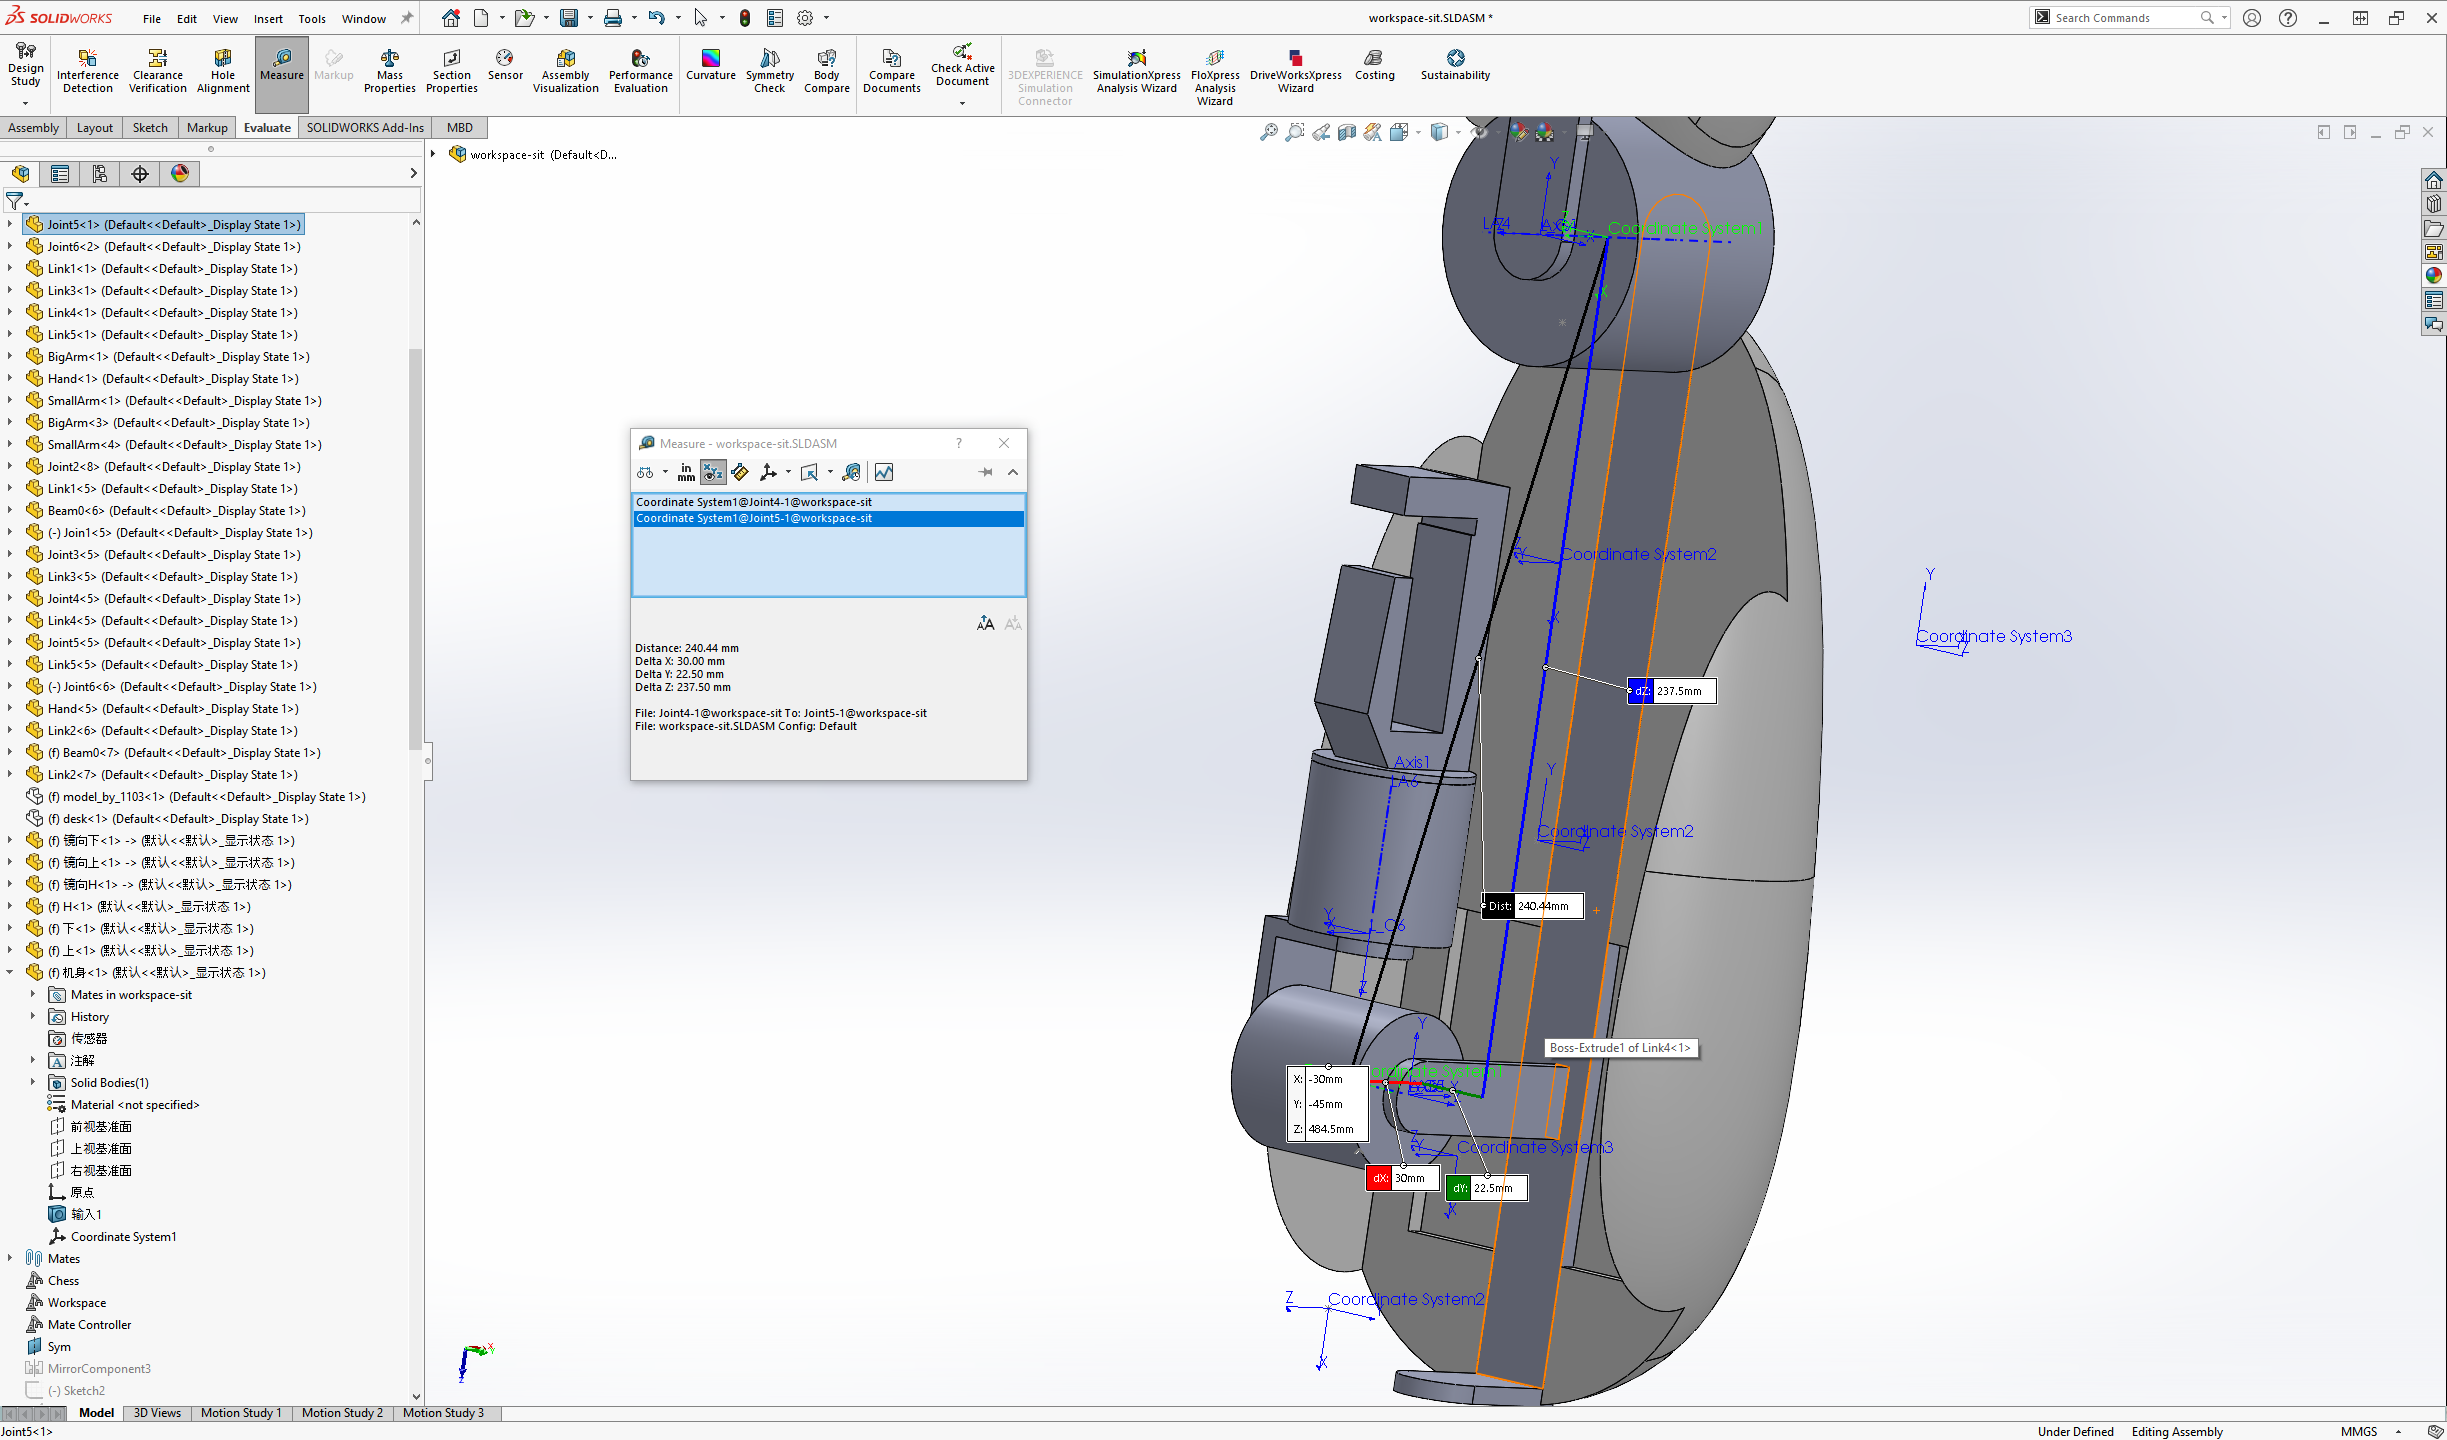 SOLIDWORKS File Edit View Insert Tools Window
workspace-sit.SLDASM *
Search Commands
Design Study
Interference Detection
Clearance Verification
Hole Alignment
Measure
Markup
Mass Properties
Section Properties
Sensor
Assembly Visualization
Performance Evaluation
Curvature
Symmetry Check
Body Compare
Compare Documents
Check Active Document
3DEXPERIENCE Simulation Connector
SimulationXpress Analysis Wizard
FloXpress Analysis Wizard
DriveWorksXpress Wizard
Costing
Sustainability
Assembly Layout Sketch Markup Evaluate SOLIDWORKS Add-Ins MBD
workspace-sit (Default<D...
Joint5<1> (Default<<Default>_Display State 1>)
Joint6<2> (Default<<Default>_Display State 1>)
Link1<1> (Default<<Default>_Display State 1>)
Link3<1> (Default<<Default>_Display State 1>)
Link4<1> (Default<<Default>_Display State 1>)
Link5<1> (Default<<Default>_Display State 1>)
BigArm<1> (Default<<Default>_Display State 1>)
Hand<1> (Default<<Default>_Display State 1>)
SmallArm<1> (Default<<Default>_Display State 1>)
BigArm<3> (Default<<Default>_Display State 1>)
SmallArm<4> (Default<<Default>_Display State 1>)
Joint2<8> (Default<<Default>_Display State 1>)
Link1<5> (Default<<Default>_Display State 1>)
Beam0<6> (Default<<Default>_Display State 1>)
(-) Join1<5> (Default<<Default>_Display State 1>)
Joint3<5> (Default<<Default>_Display State 1>)
Link3<5> (Default<<Default>_Display State 1>)
Joint4<5> (Default<<Default>_Display State 1>)
Link4<5> (Default<<Default>_Display State 1>)
Joint5<5> (Default<<Default>_Display State 1>)
Link5<5> (Default<<Default>_Display State 1>)
(-) Joint6<6> (Default<<Default>_Display State 1>)
Hand<5> (Default<<Default>_Display State 1>)
Link2<6> (Default<<Default>_Display State 1>)
(f) Beam0<7> (Default<<Default>_Display State 1>)
Link2<7> (Default<<Default>_Display State 1>)
(f) model_by_1103<1> (Default<<Default>_Display State 1>)
(f) desk<1> (Default<<Default>_Display State 1>)
(f) 镜向下<1> -> (默认<<默认>_显示状态 1>)
(f) 镜向上<1> -> (默认<<默认>_显示状态 1>)
(f) 镜向H<1> -> (默认<<默认>_显示状态 1>)
(f) H<1> (默认<<默认>_显示状态 1>)
(f) 下<1> (默认<<默认>_显示状态 1>)
(f) 上<1> (默认<<默认>_显示状态 1>)
(f) 机身<1> (默认<<默认>_显示状态 1>)
Mates in workspace-sit
History
传感器
注解
Solid Bodies(1)
Material <not specified>
前视基准面
上视基准面
右视基准面
原点
输入1
Coordinate System1
Mates
Chess
Workspace
Mate Controller
Sym
MirrorComponent3
(-) Sketch2
Measure - workspace-sit.SLDASM ?
in mm
Coordinate System1@Joint4-1@workspace-sit
Coordinate System1@Joint5-1@workspace-sit
Distance: 240.44 mm
Delta X: 30.00 mm
Delta Y: 22.50 mm
Delta Z: 237.50 mm
File: Joint4-1@workspace-sit To: Joint5-1@workspace-sit
File: workspace-sit.SLDASM Config: Default
Y
Coordinate System1
X
Coordinate System2
Y
Coordinate System3
dZ: 237.5mm
Axis1
LA6
Y
Coordinate System2
Dist: 240.44mm
Z
Boss-Extrude1 of Link4<1>
X: -30mm
Y: -45mm
Z: 484.5mm
Coordinate System3
dX: 30mm
dY: 22.5mm
Z Coordinate System2
X
Model 3D Views Motion Study 1 Motion Study 2 Motion Study 3
Joint5<1>
Under Defined Editing Assembly MMGS